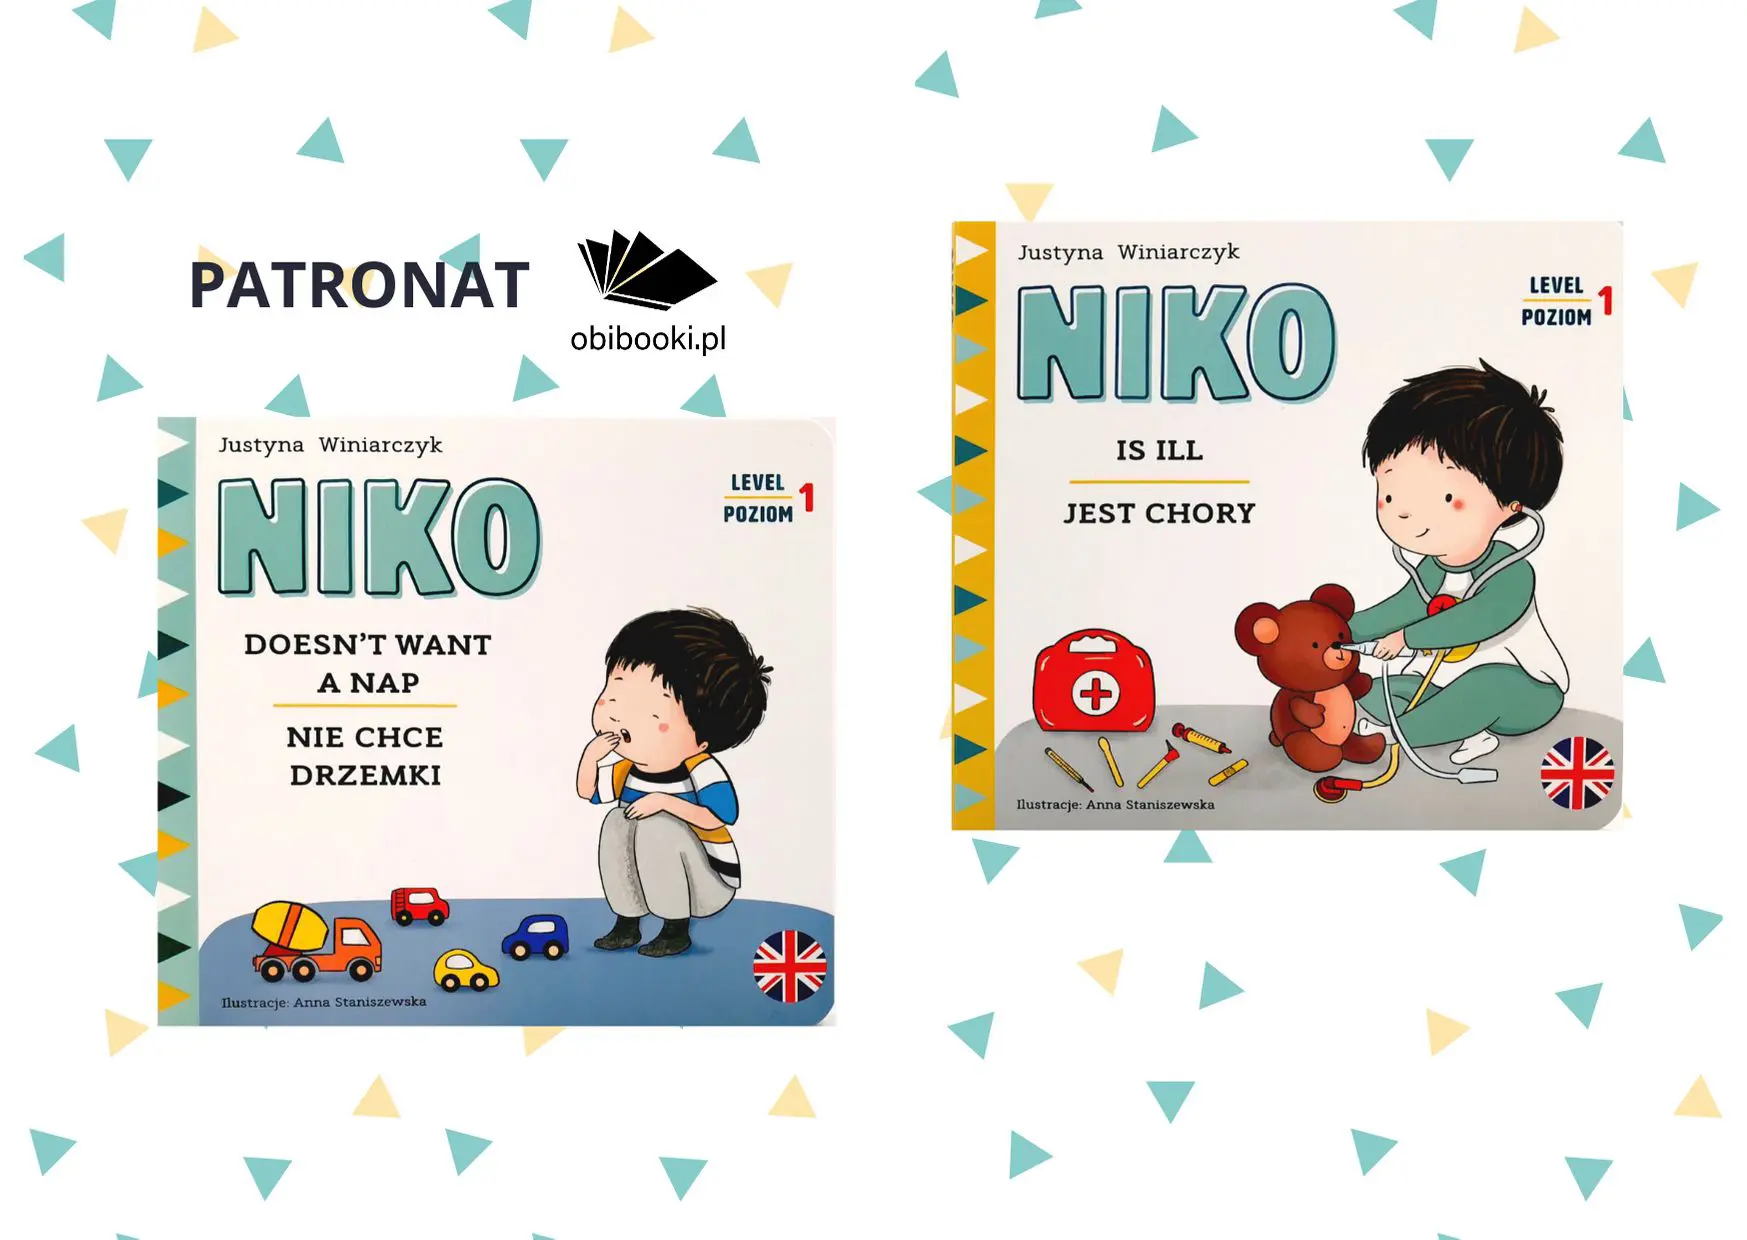 PATRONAT
obibooki.pl
Justyna Winiarczyk
NIKO
LEVEL 1
POZIOM
DOESN'T WANT
A NAP
NIE CHCE
DRZEMKI
Ilustracje: Anna Staniszewska
Justyna Winiarczyk
NIKO
LEVEL 1
POZIOM
IS ILL
JEST CHORY
Ilustracje: Anna Staniszewska